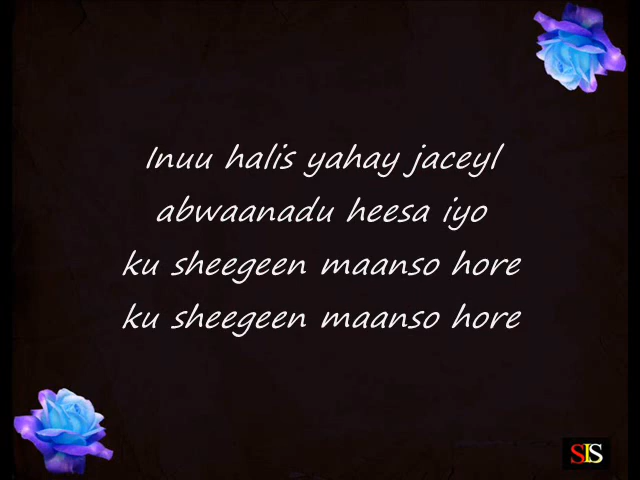 Inuu halis yahay jaceyl
abwaanadu heesa iyo
ku sheegeen maanso hore
ku sheegeen maanso hore
SIS